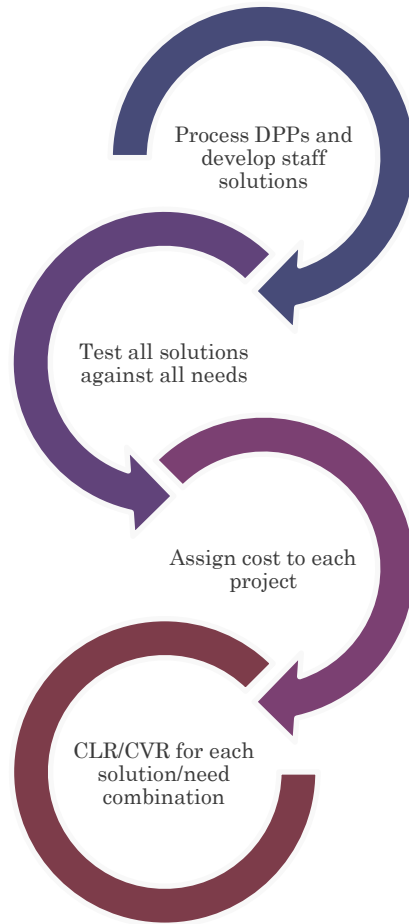 Process DPPs and
develop staff
solutions
Test all solutions
against all needs
Assign cost to each
project
CLR/CVR for each
solution/need
combination